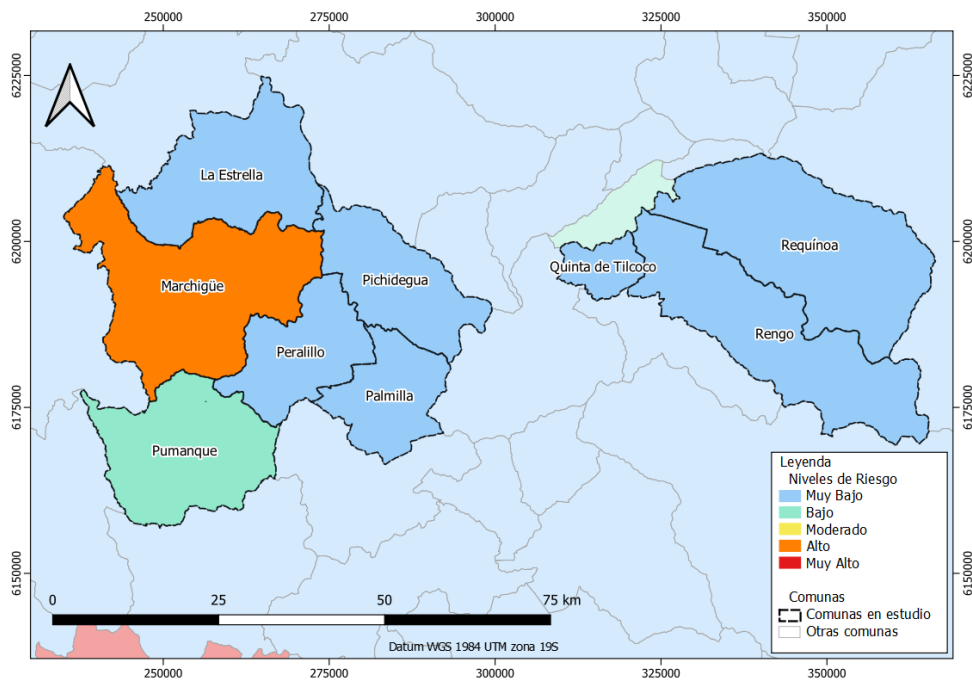 250000
275000
300000
325000
350000
6225000
6225000
La Estrella
6200000
6200000
Requínoa
Quinta de Tilcoco
Pichidegua
Marchigüe
Rengo
Peralillo
Palmilla
6175000
6175000
Pumanque
Leyenda
Niveles de Riesgo
Muy Bajo
Bajo
Moderado
Alto
Muy Alto
6150000
6150000
Comunas
Comunas en estudio
Otras comunas
0
25
50
75 km
Datum WGS 1984 UTM zona 19S
250000
275000
300000
325000
350000